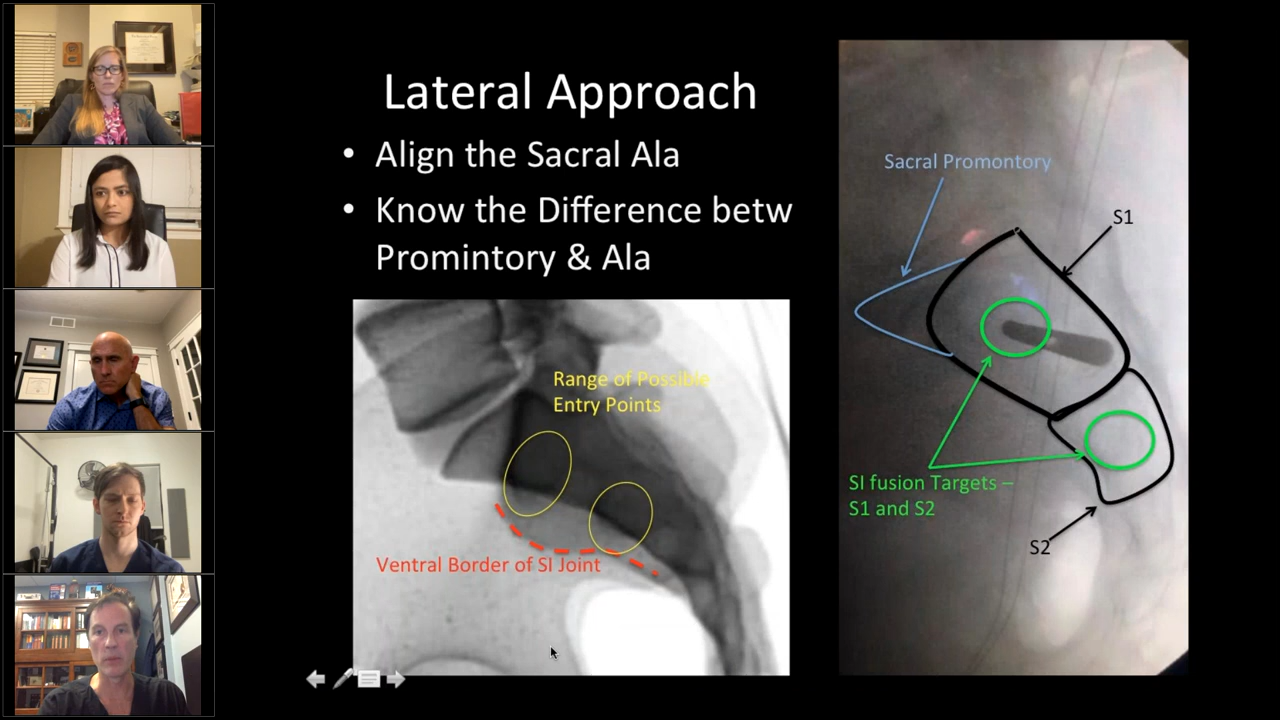 Lateral Approach
• Align the Sacral Ala
• Know the Difference betw
Promintory & Ala
Range of Possible
Entry Points
Ventral Border of SI Joint
Sacral Promontory
S1
SI fusion Targets –
S1 and S2
S2